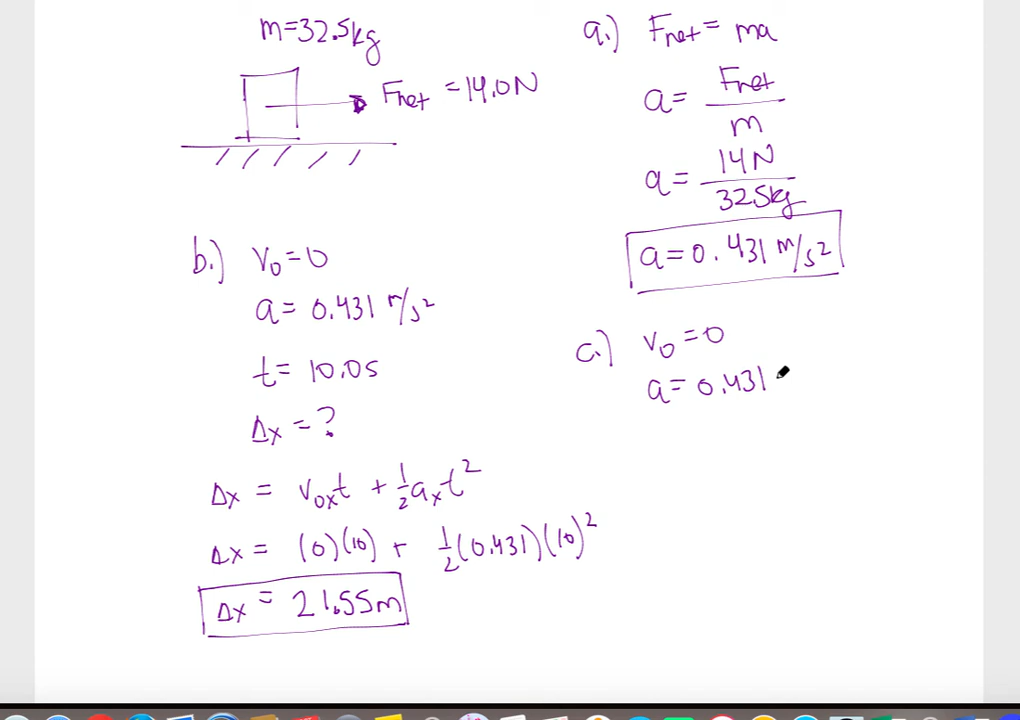 m=32.5kg
Fnet = 14.0N
a.) Fnet = ma
a = Fnet / m
a = 14N / 32.5kg
a = 0.431 m/s²
b.) v₀ = 0
a = 0.431 m/s²
t = 10.0s
Δx = ?
Δx = v₀ₓt + ½aₓt²
Δx = (0)(10) + ½(0.431)(10)²
Δx = 21.55m
c.) v₀ = 0
a = 0.431